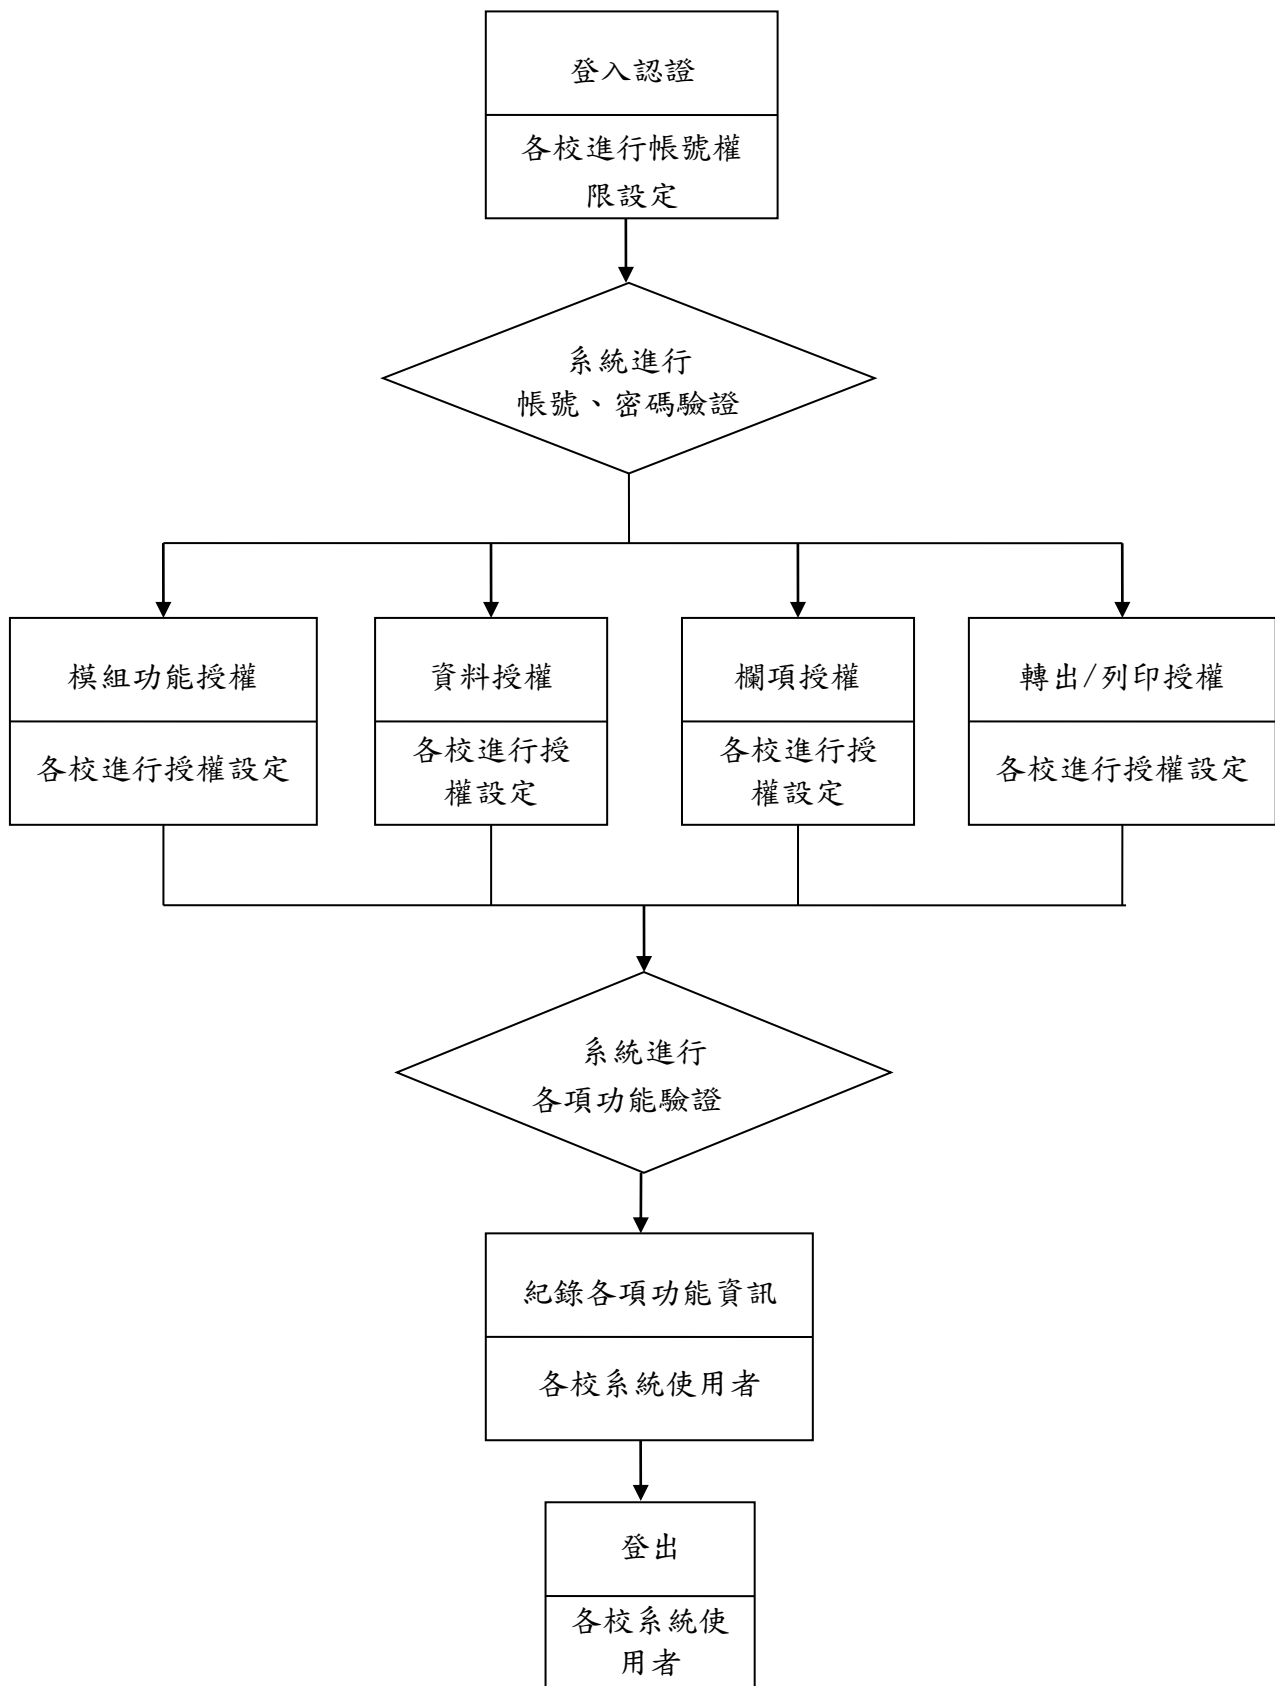 登入認證
各校進行帳號權
限設定
系統進行
帳號、密碼驗證
模組功能授權
各校進行授權設定
資料授權
各校進行授
權設定
欄項授權
各校進行授
權設定
轉出/列印授權
各校進行授權設定
系統進行
各項功能驗證
紀錄各項功能資訊
各校系統使用者
登出
各校系統使
用者